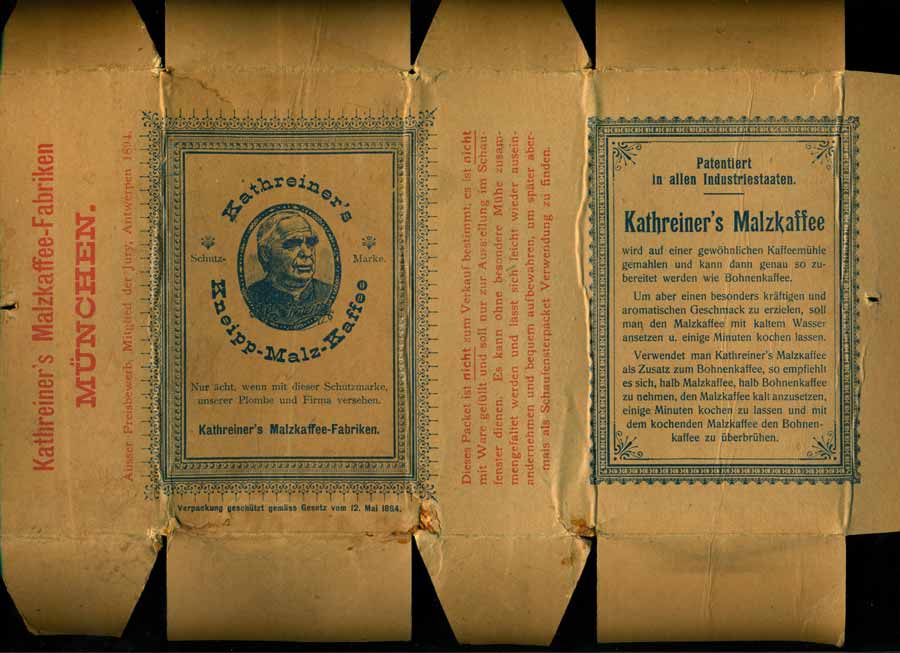 Kathreiner's Malzkaffee-Fabriken
MÜNCHEN.
Ausser Preisbewerb, Mitglied der Jury, Antwerpen 1894.
Kathreiner's
Schutz- Marke.
Kneipp-Malz-Kaffee
Nur ächt, wenn mit dieser Schutzmarke,
unserer Plombe und Firma versehen.
Kathreiner's Malzkaffee-Fabriken.
Verpackung geschützt gemäss Gesetz vom 12. Mai 1894.
Dieses Packet ist nicht zum Verkauf bestimmt, es ist nicht
mit Ware gefüllt und soll nur zur Ausstellung im Schau-
fenster dienen. Es kann ohne besondere Mühe zusam-
mengefaltet werden und lässt sich leicht wieder ausein-
andernehmen und bequem aufbewahren, um später aber-
mals als Schaufensterpacket Verwendung zu finden.
Patentiert
in allen Industriestaaten.
Kathreiner's Malzkaffee
wird auf einer gewöhnlichen Kaffeemühle
gemahlen und kann dann genau so zu-
bereitet werden wie Bohnenkaffee.
Um aber einen besonders kräftigen und
aromatischen Geschmack zu erzielen, soll
man den Malzkaffee mit kaltem Wasser
ansetzen u. einige Minuten kochen lassen.
Verwendet man Kathreiner's Malzkaffee
als Zusatz zum Bohnenkaffee, so empfiehlt
es sich, halb Malzkaffee, halb Bohnenkaffee
zu nehmen, den Malzkaffee kalt anzusetzen,
einige Minuten kochen zu lassen und mit
dem kochenden Malzkaffee den Bohnen-
kaffee zu überbrühen.